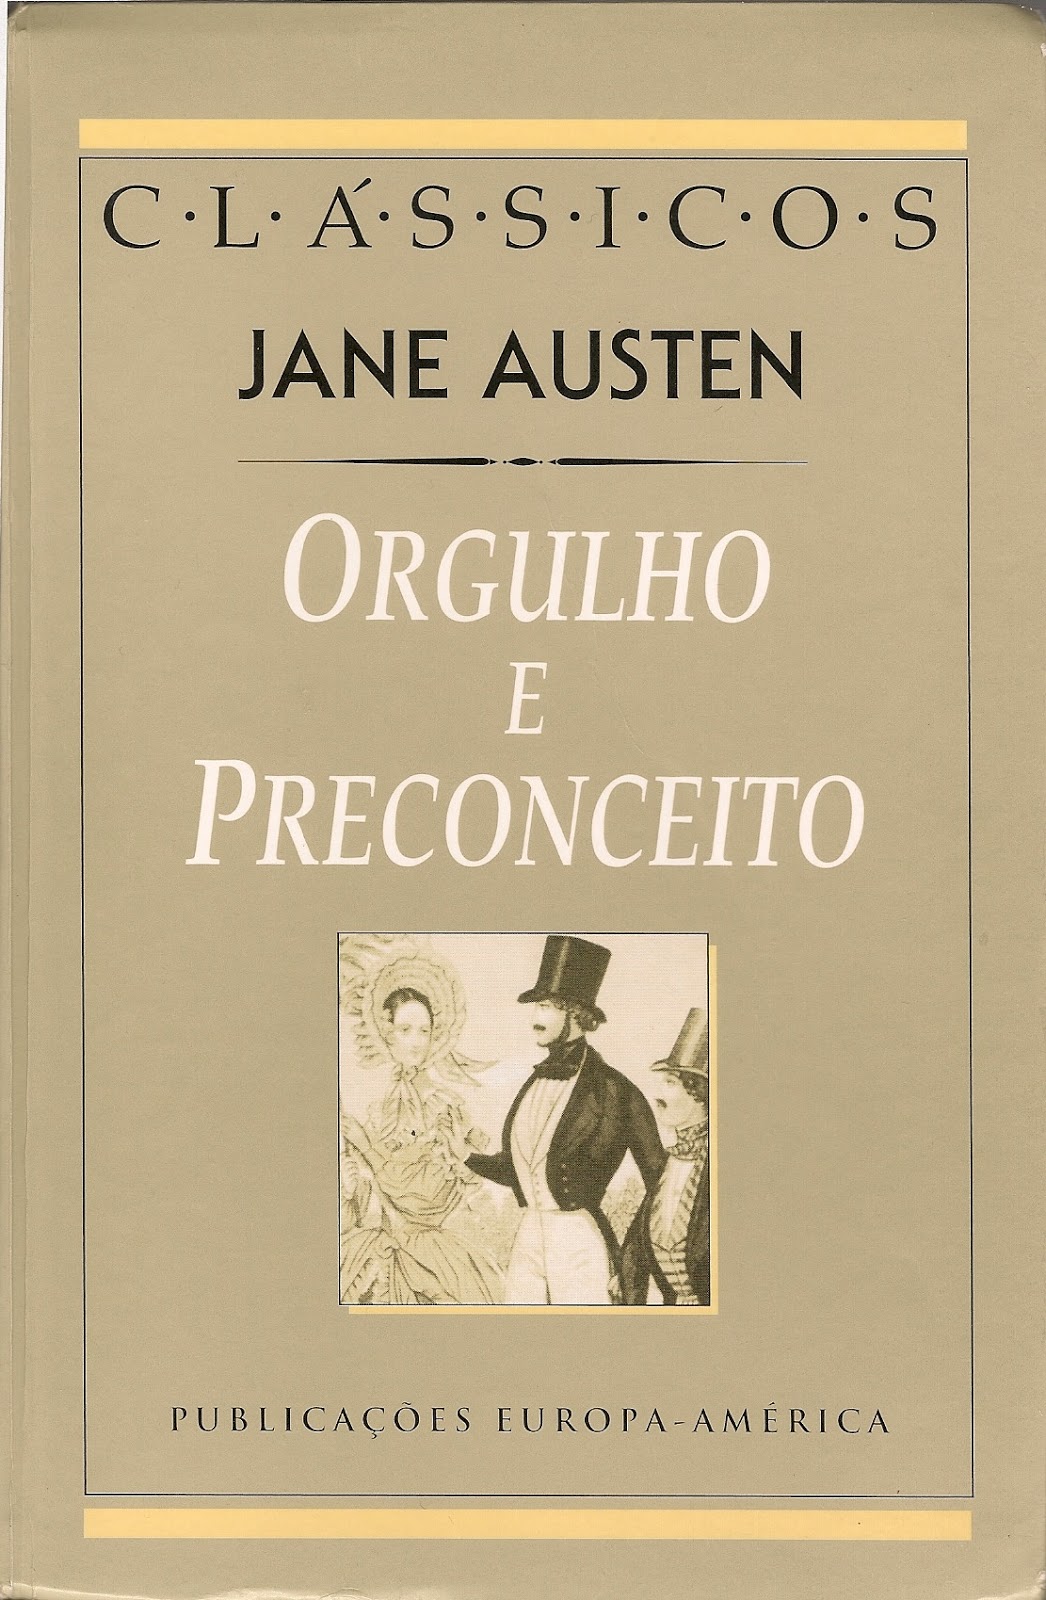 C·L·Á·S·S·I·C·O·S
JANE AUSTEN
ORGULHO
E
PRECONCEITO
PUBLICAÇÕES EUROPA-AMÉRICA